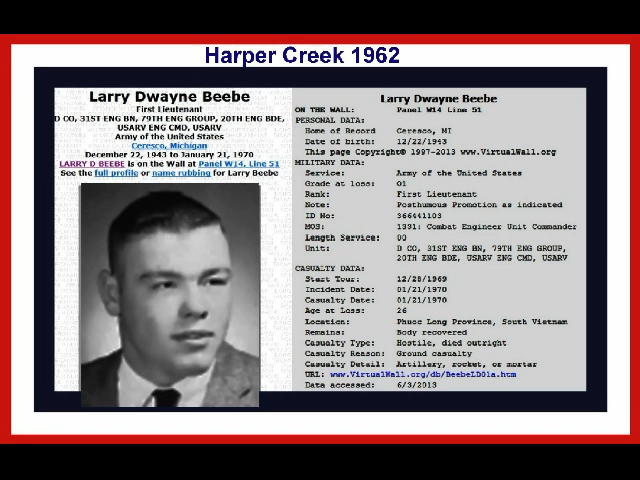 Harper Creek 1962
Larry Dwayne Beebe
First Lieutenant
D CO, 31ST ENG BN, 79TH ENG GROUP, 20TH ENG BDE,
USARV ENG CMD, USARV
Army of the United States
Ceresco, Michigan
December 22, 1943 to January 21, 1970
LARRY D BEEBE is on the Wall at Panel W14, Line 51
See the full profile or name rubbing for Larry Beebe
Larry Dwayne Beebe
ON THE WALL: Panel W14 Line 51
PERSONAL DATA:
Home of Record Ceresco, MI
Date of birth: 12/22/1943
This page Copyright© 1997-2013 www.VirtualWall.org
MILITARY DATA:
Service: Army of the United States
Grade at loss: O1
Rank: First Lieutenant
Note: Posthumous Promotion as indicated
ID No: 366441103
MOS: 1331: Combat Engineer Unit Commander
Length Service: 00
Unit: D CO, 31ST ENG BN, 79TH ENG GROUP,
20TH ENG BDE, USARV ENG CMD, USARV
CASUALTY DATA:
Start Tour: 12/28/1969
Incident Date: 01/21/1970
Casualty Date: 01/21/1970
Age at Loss: 26
Location: Phuoc Long Province, South Vietnam
Remains: Body recovered
Casualty Type: Hostile, died outright
Casualty Reason: Ground casualty
Casualty Detail: Artillery, rocket, or mortar
URL: www.VirtualWall.org/db/BeebeLD01a.htm
Data accessed: 6/3/2013